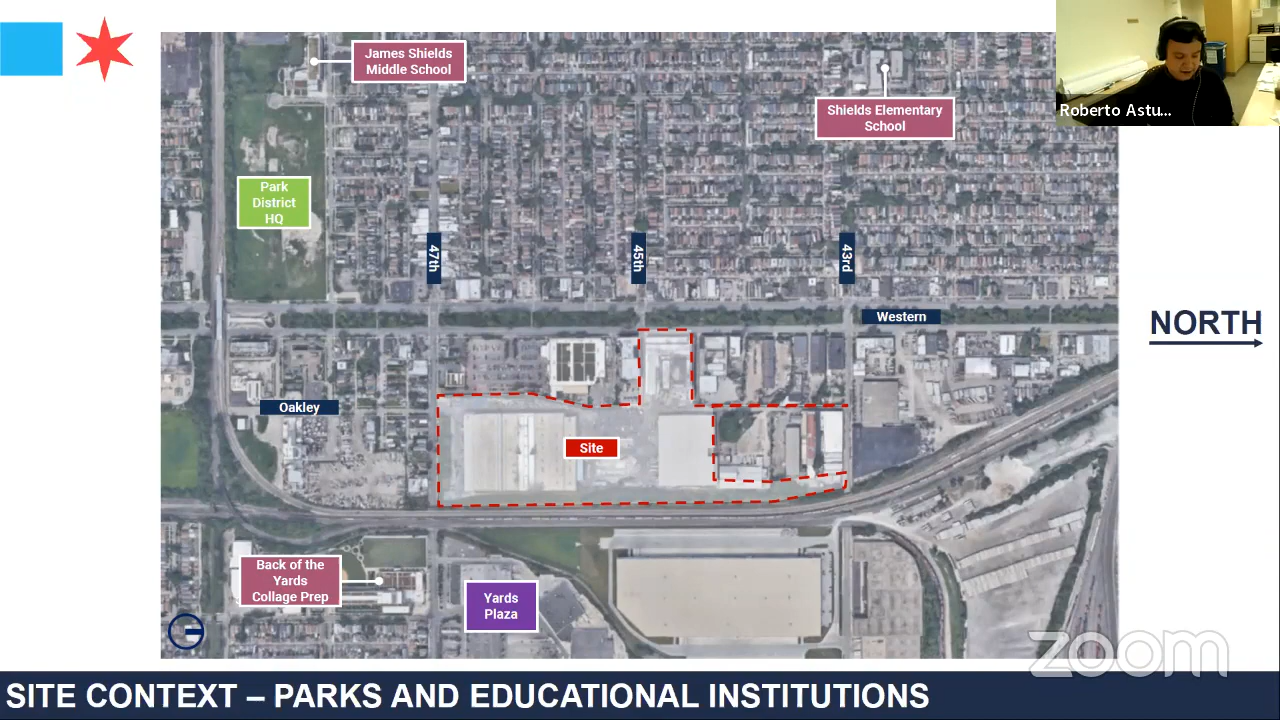 James Shields
Middle School
Shields Elementary
School
Roberto Astu...
Park
District
HQ
47th
45th
43rd
Western
NORTH
Oakley
Site
Back of the
Yards
Collage Prep
Yards
Plaza
zoom
SITE CONTEXT – PARKS AND EDUCATIONAL INSTITUTIONS